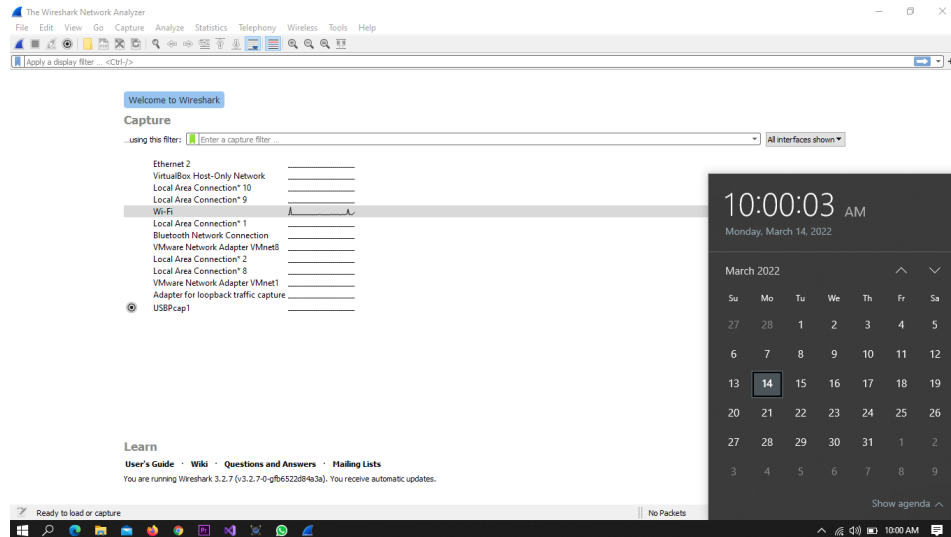 The Wireshark Network Analyzer
File Edit View Go Capture Analyze Statistics Telephony Wireless Tools Help
Apply a display filter ... <Ctrl-/>
Welcome to Wireshark
Capture
...using this filter: Enter a capture filter ... All interfaces shown
Ethernet 2
VirtualBox Host-Only Network
Local Area Connection* 10
Local Area Connection* 9
Wi-Fi
Local Area Connection* 1
Bluetooth Network Connection
VMware Network Adapter VMnet8
Local Area Connection* 2
Local Area Connection* 8
VMware Network Adapter VMnet1
Adapter for loopback traffic capture
USBPcap1
Learn
User's Guide · Wiki · Questions and Answers · Mailing Lists
You are running Wireshark 3.2.7 (v3.2.7-0-gfb6522d84a3a). You receive automatic updates.
Ready to load or capture
No Packets
10:00:03 AM
Monday, March 14, 2022
March 2022
Su Mo Tu We Th Fr Sa
27 28 1 2 3 4 5
6 7 8 9 10 11 12
13 14 15 16 17 18 19
20 21 22 23 24 25 26
27 28 29 30 31 1 2
3 4 5 6 7 8 9
Show agenda
Pr
10:00 AM